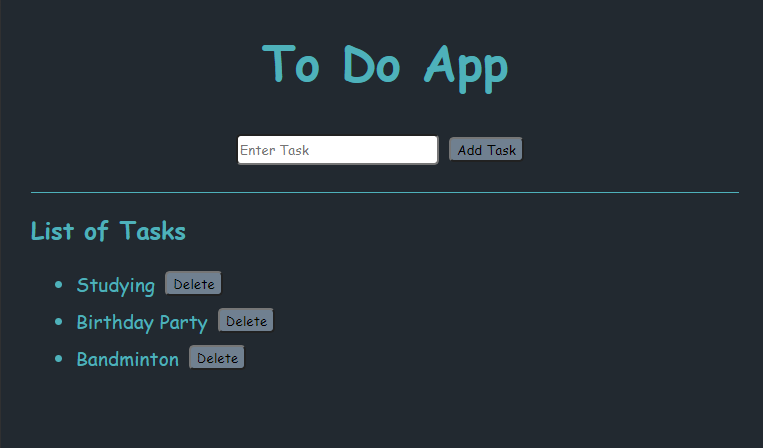 To Do App
Enter Task Add Task
List of Tasks
Studying Delete
Birthday Party Delete
Bandminton Delete